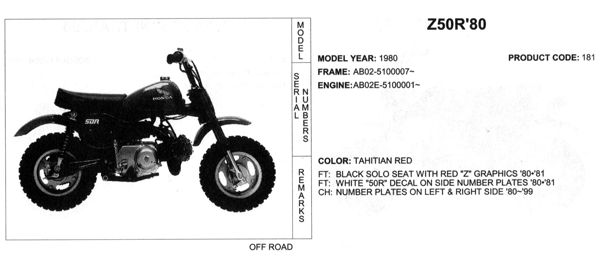 Z50R'80
MODEL
SERIAL NUMBERS
REMARKS
MODEL YEAR: 1980 PRODUCT CODE: 181
FRAME: AB02-5100007~
ENGINE:AB02E-5100001~
COLOR: TAHITIAN RED
FT: BLACK SOLO SEAT WITH RED "Z" GRAPHICS '80•'81
FT: WHITE "50R" DECAL ON SIDE NUMBER PLATES '80•'81
CH: NUMBER PLATES ON LEFT & RIGHT SIDE '80~'99
HONDA
50R
OFF ROAD